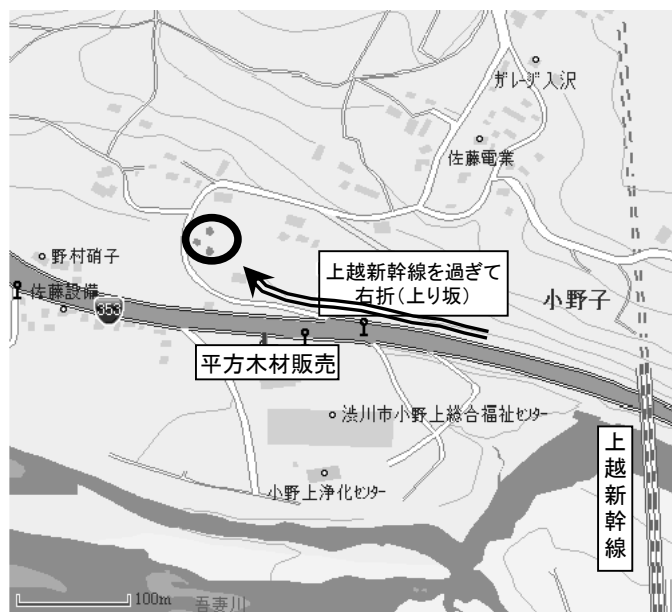 ガレージ入沢
佐藤電業
上越新幹線を過ぎて
右折（上り坂）
野村硝子
佐藤設備
353
小野子
平方木材販売
渋川市小野上総合福祉センター
上越新幹線
小野上浄化センター
100m
吾妻川